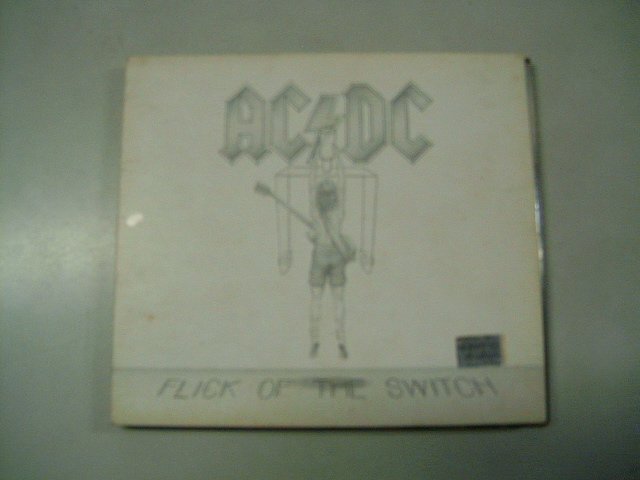 AC DC
FLICK OF THE SWITCH